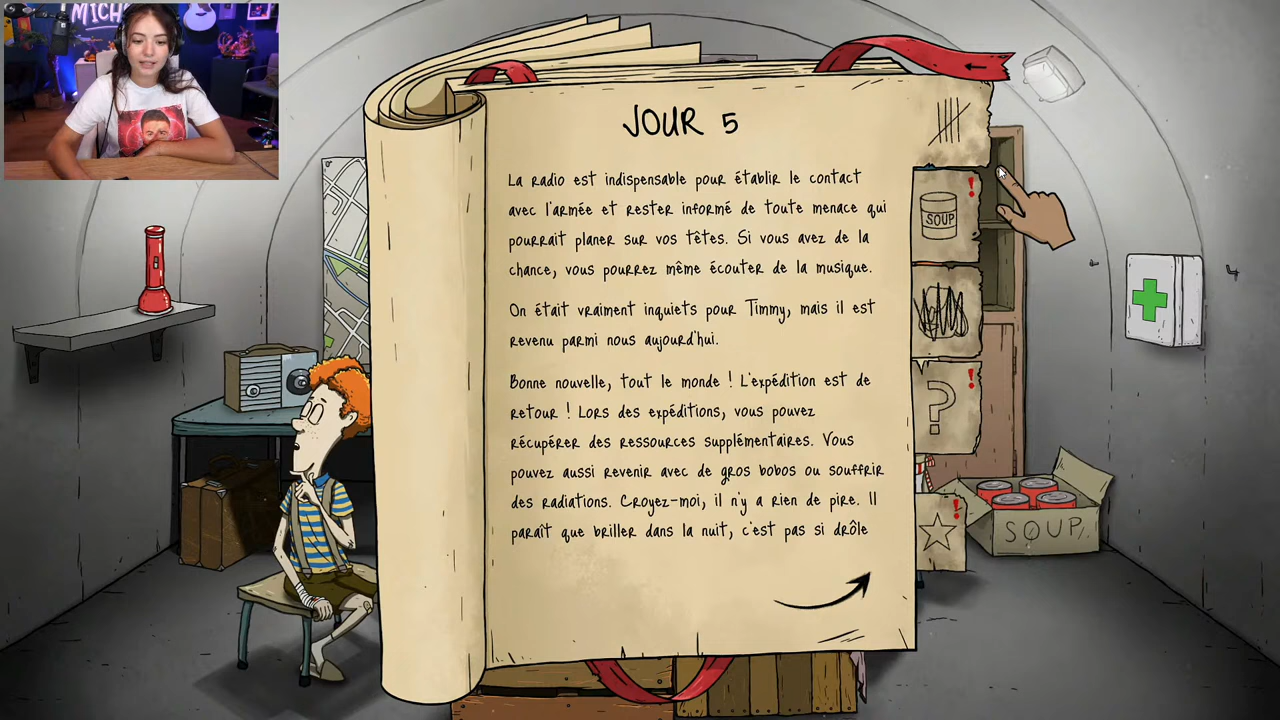 MICH
JOUR 5
La radio est indispensable pour établir le contact
avec l'armée et rester informé de toute menace qui
pourrait planer sur vos têtes. Si vous avez de la
chance, vous pourrez même écouter de la musique.
On était vraiment inquiets pour Timmy, mais il est
revenu parmi nous aujourd'hui.
Bonne nouvelle, tout le monde ! L'expédition est de
retour ! Lors des expéditions, vous pouvez
récupérer des ressources supplémentaires. Vous
pouvez aussi revenir avec de gros bobos ou souffrir
des radiations. Croyez-moi, il n'y a rien de pire. Il
paraît que briller dans la nuit, c'est pas si drôle
!
SOUP
?
!
!
SOUP